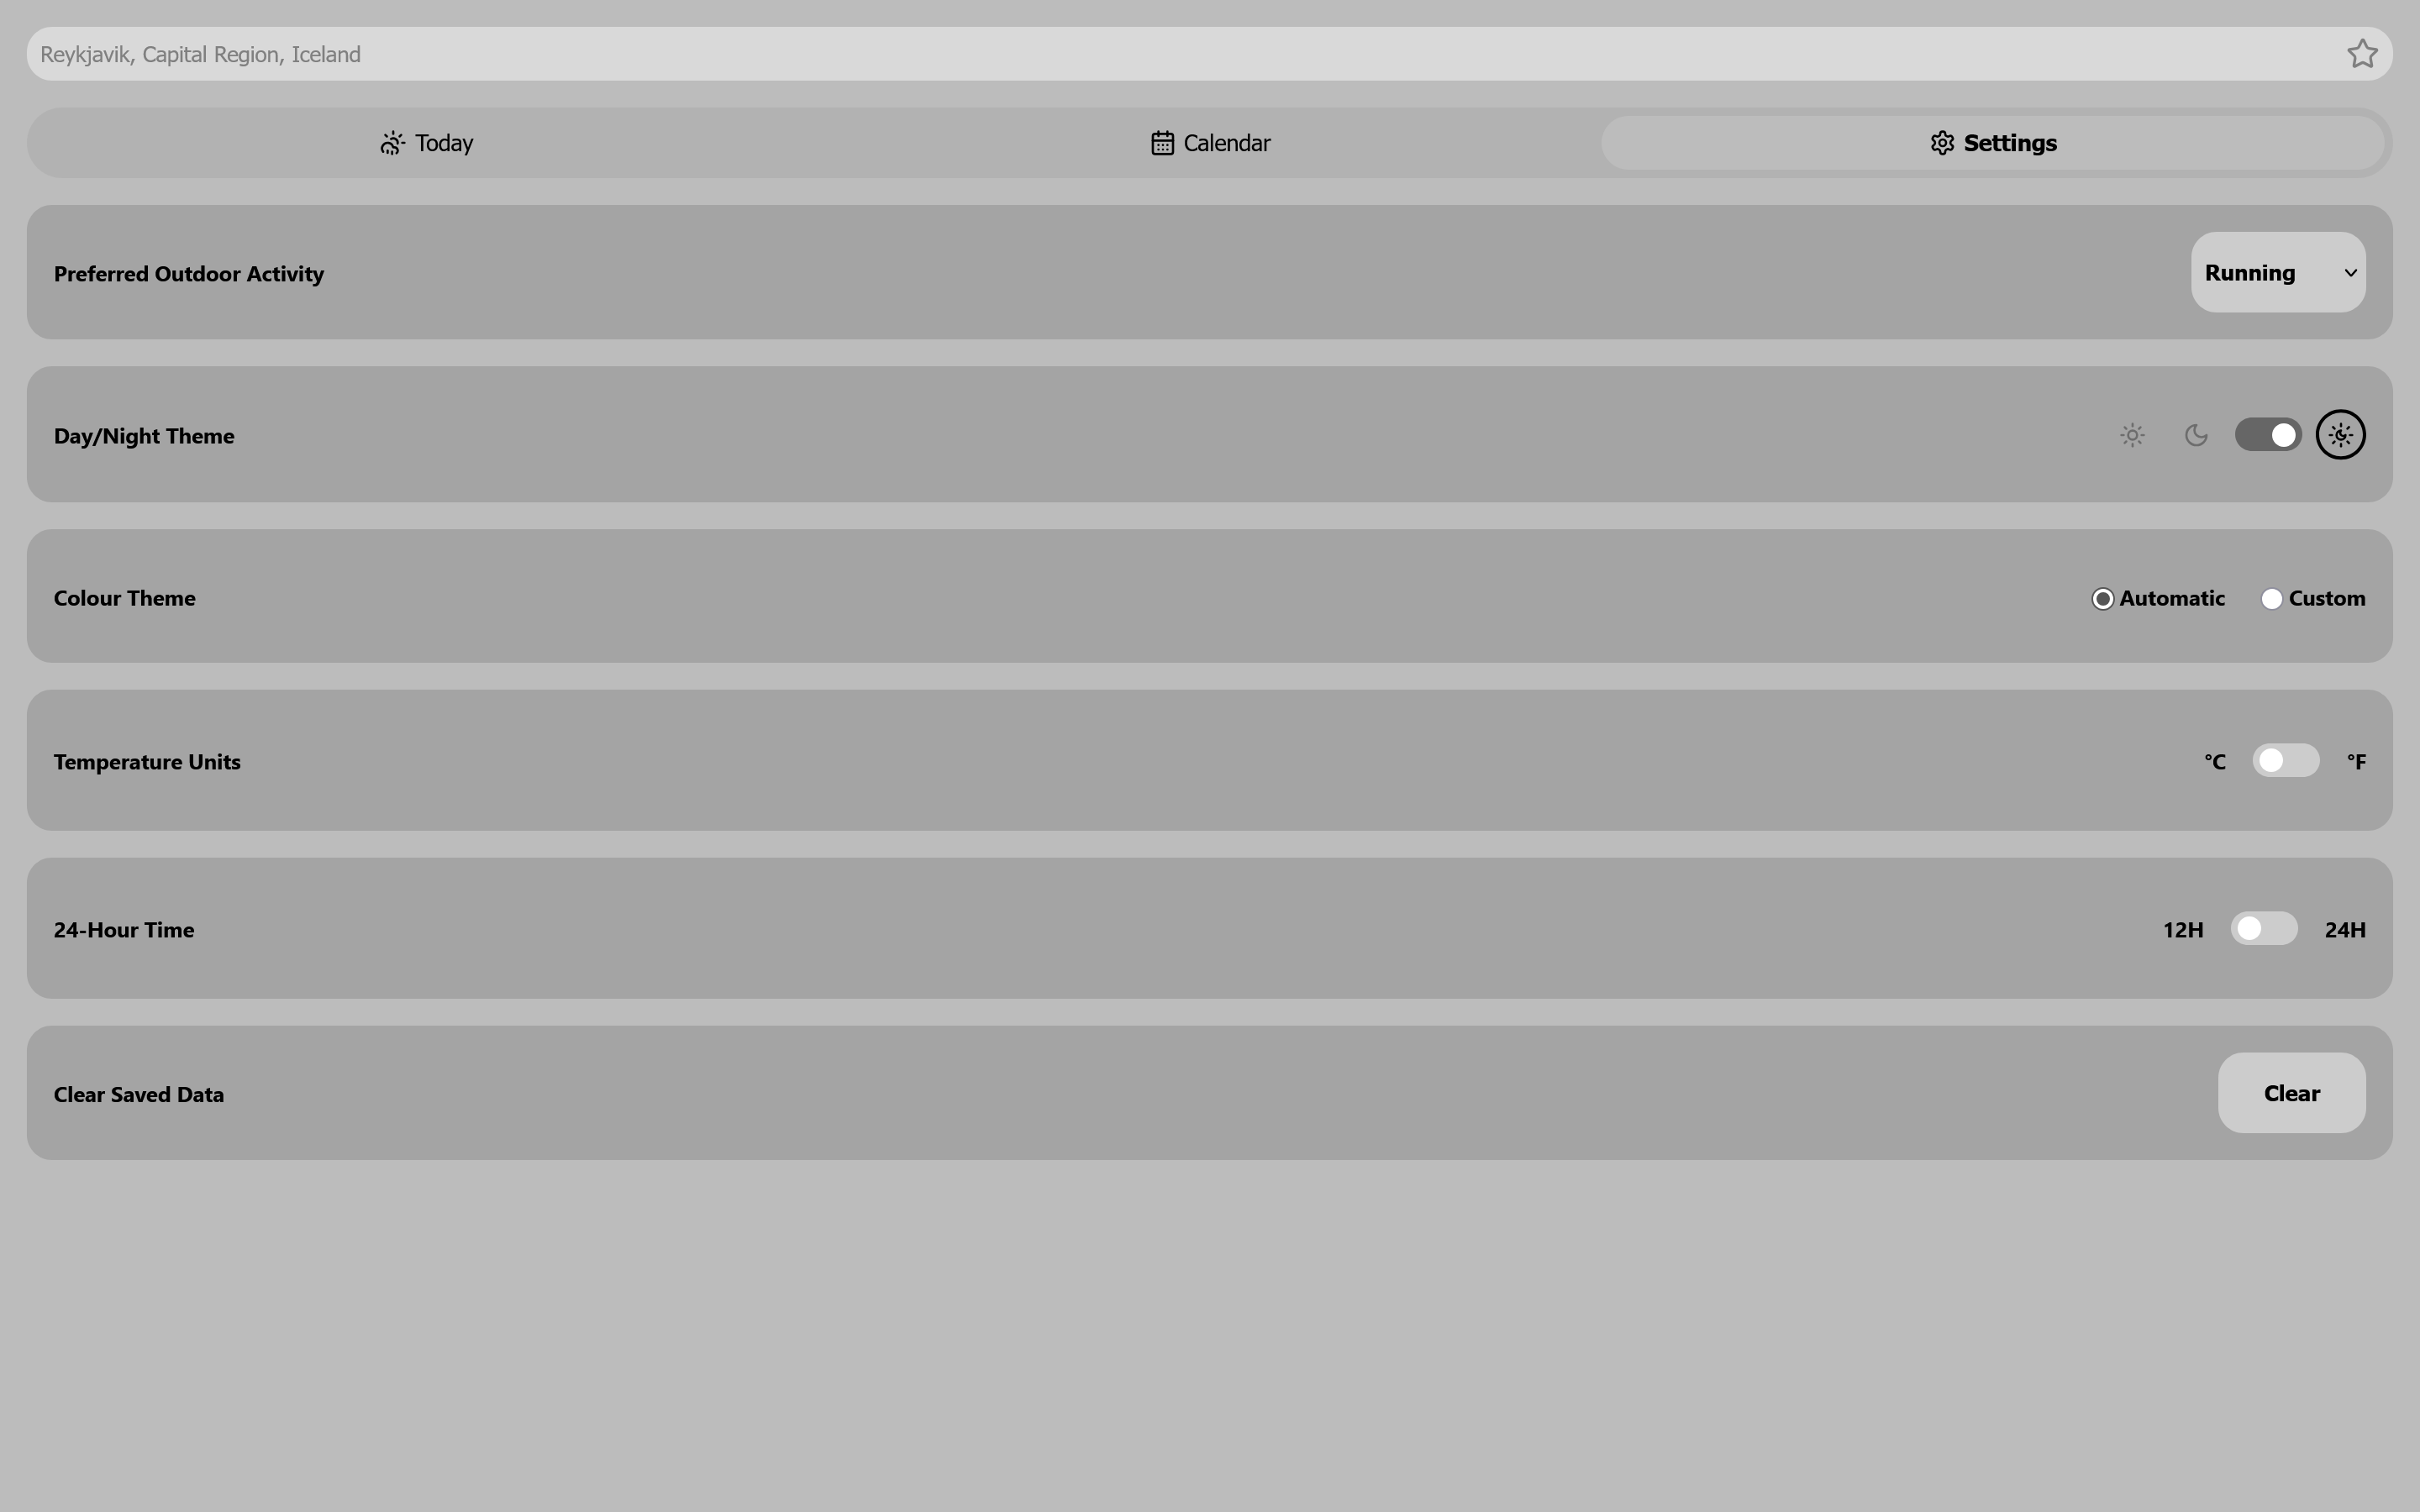 Reykjavik, Capital Region, Iceland
Today Calendar Settings
Preferred Outdoor Activity Running
Day/Night Theme
Colour Theme Automatic Custom
Temperature Units °C °F
24-Hour Time 12H 24H
Clear Saved Data Clear